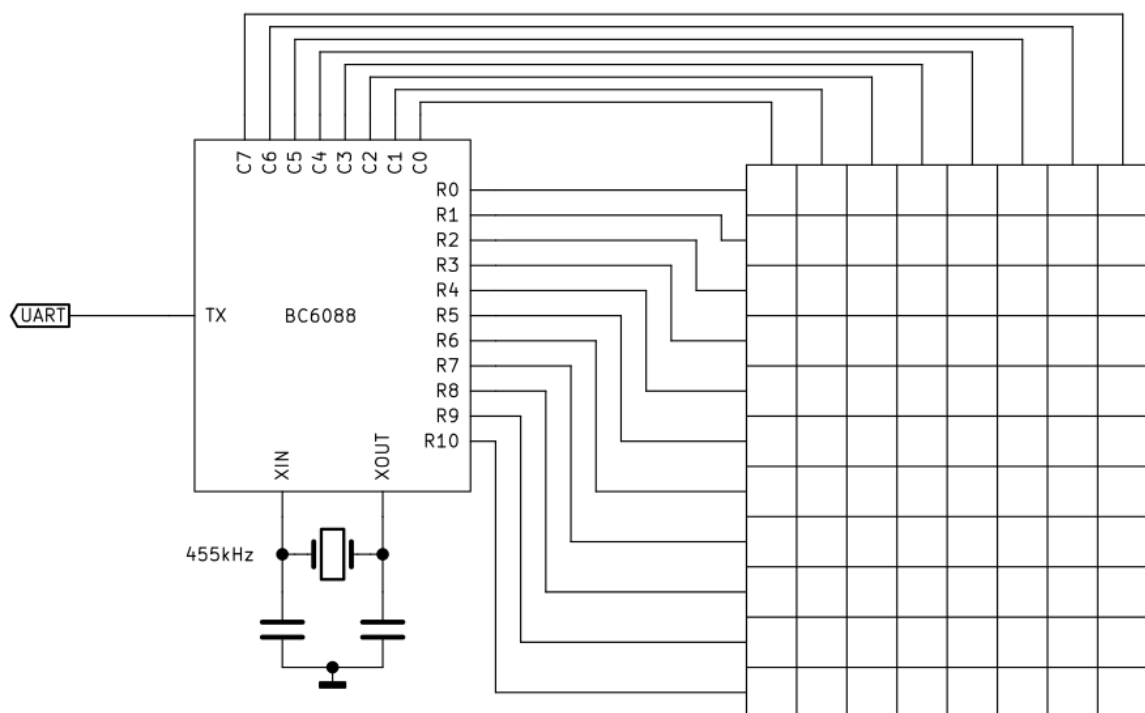 C7 C6 C5 C4 C3 C2 C1 C0
R0
R1
R2
R3
R4
UART TX BC6088 R5
R6
R7
R8
R9
R10
XIN XOUT
455kHz